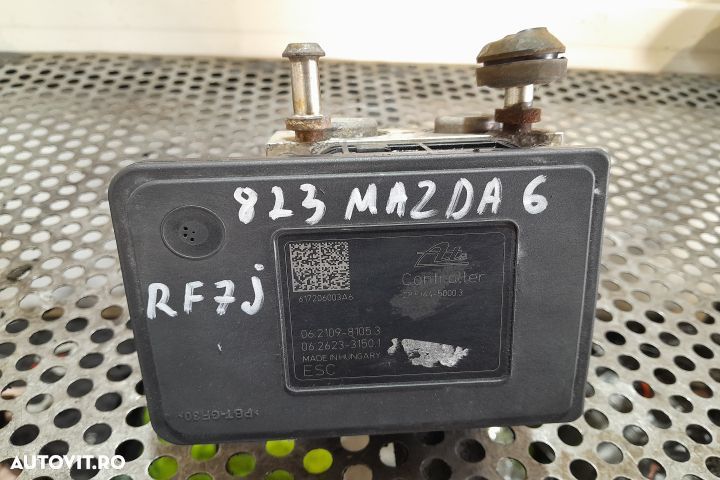 823 MAZDA 6
RF7J
Ate
Controller
617206003A6
06.2109-8105.3
06.2623-3150.1
MADE IN HUNGARY
ESC
>PBT-GF30<
AUTOVIT.RO